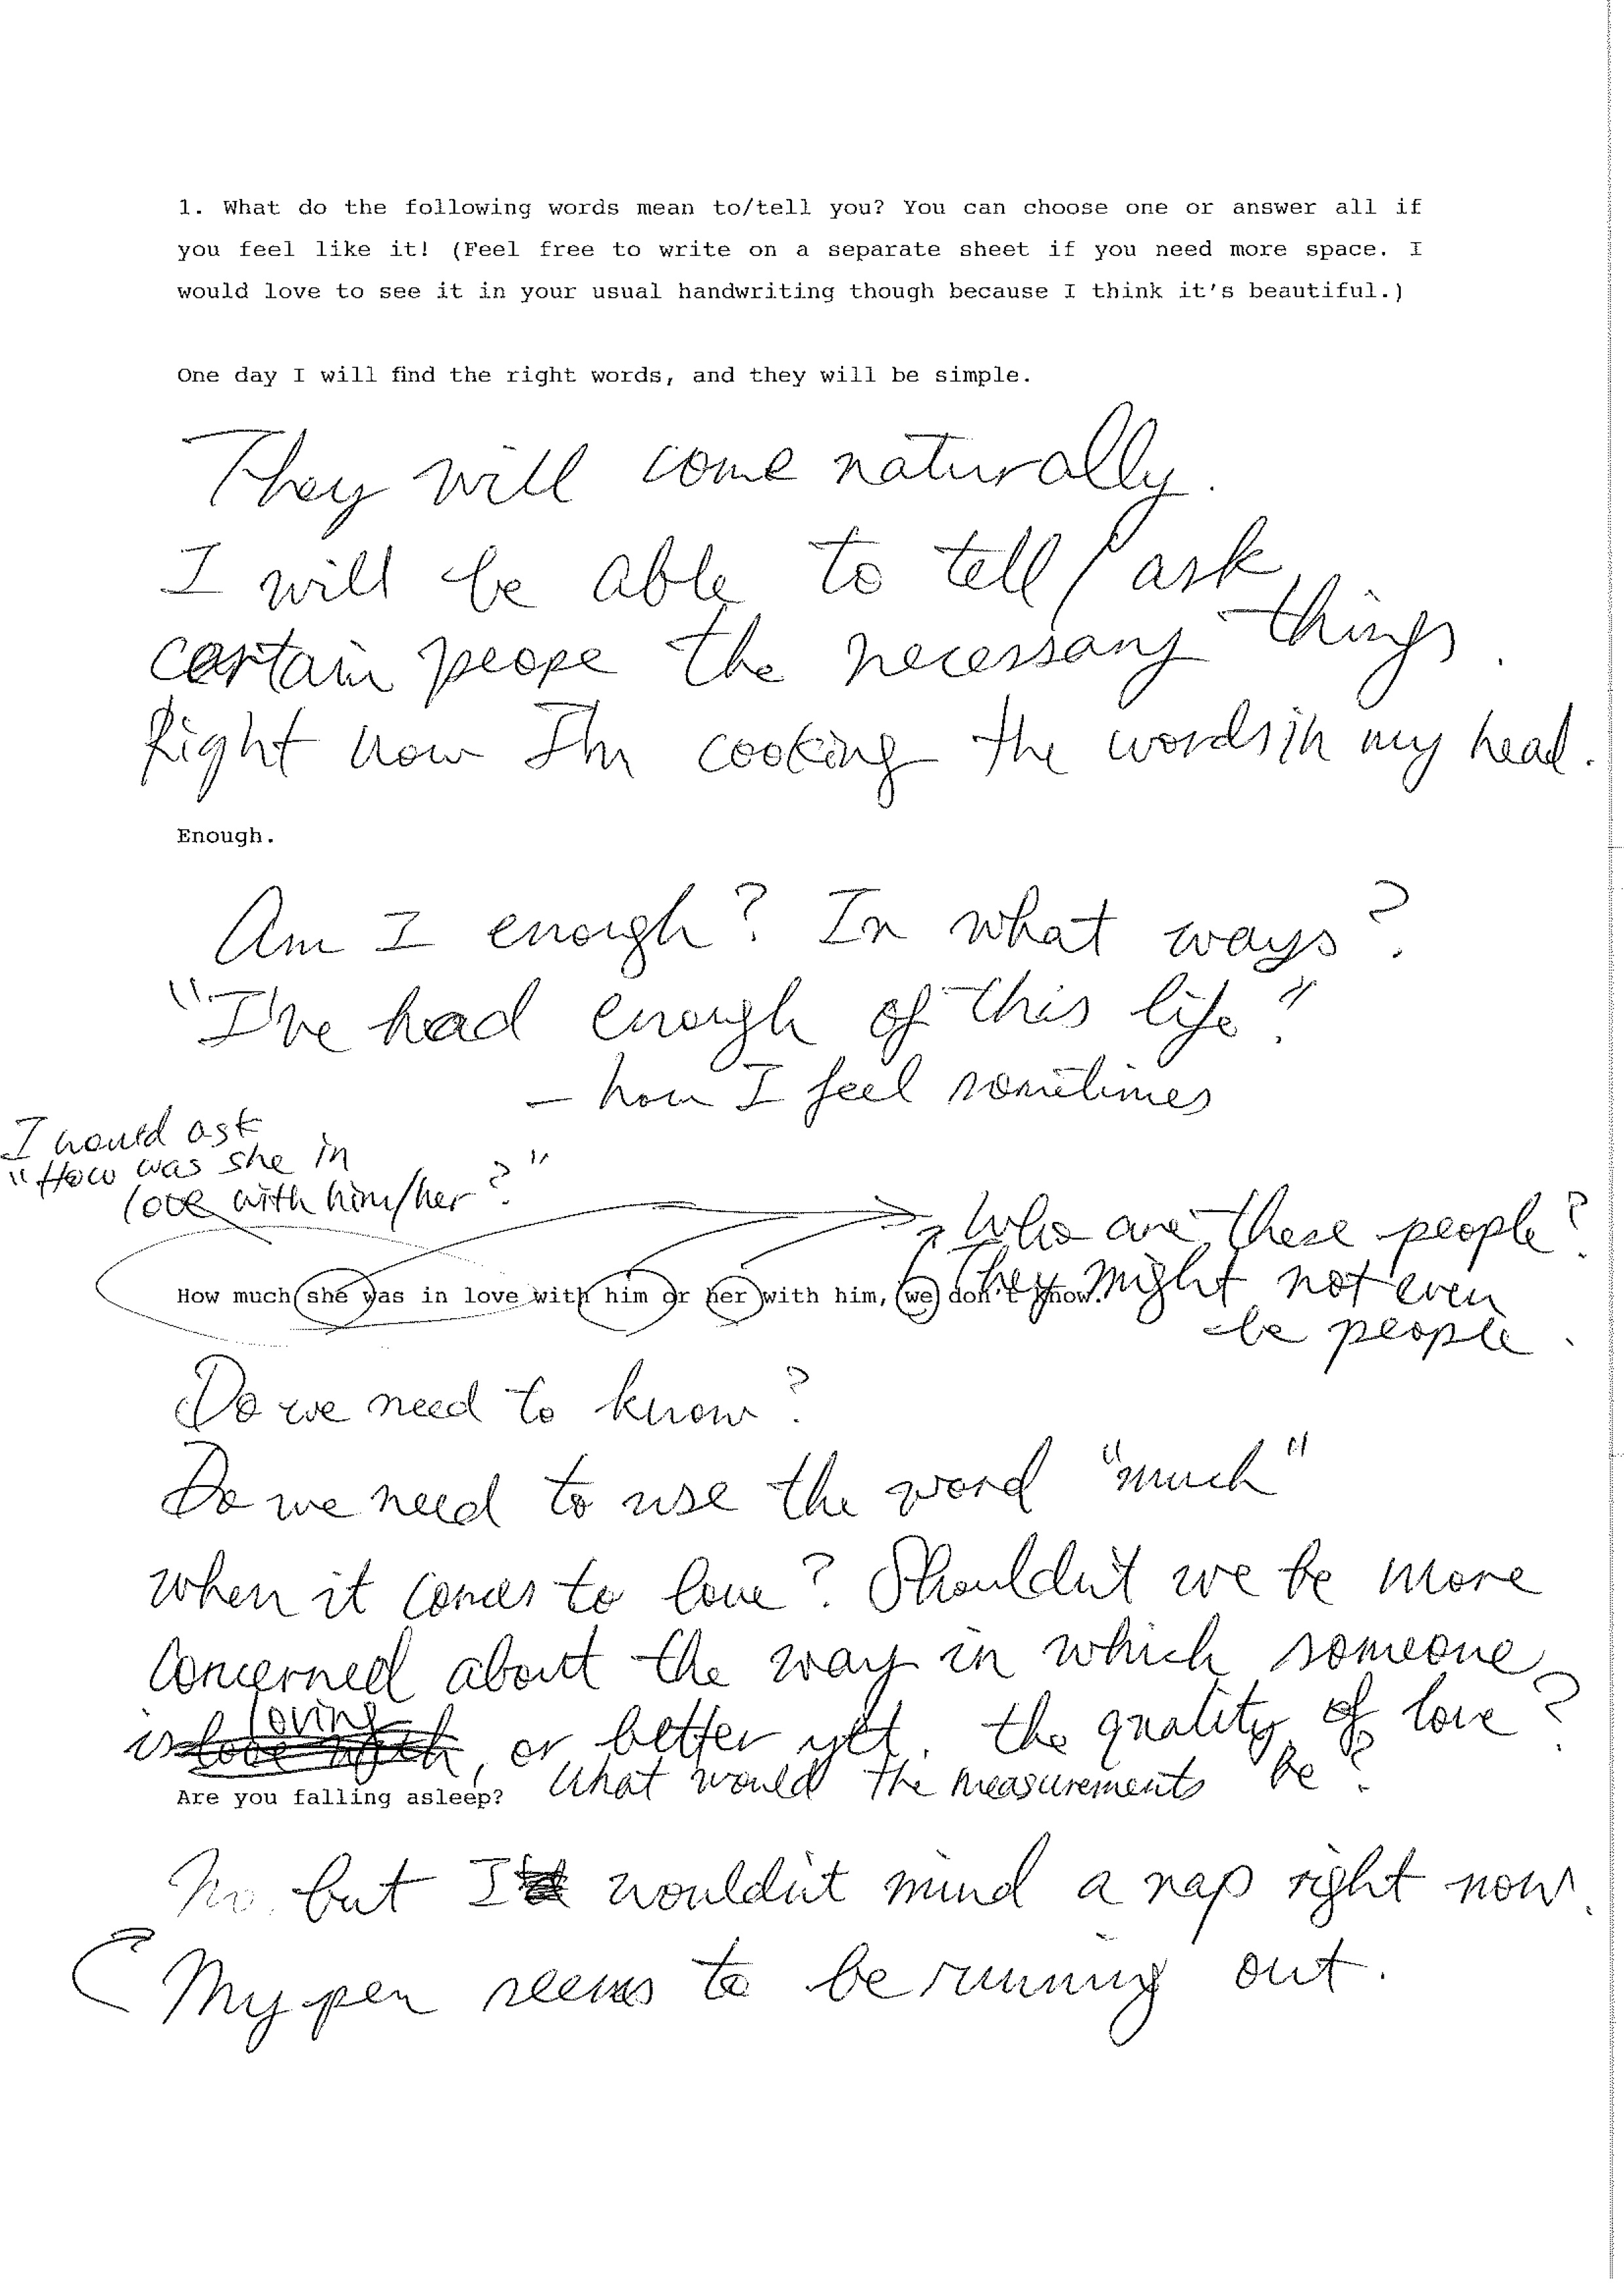 1. What do the following words mean to/tell you? You can choose one or answer all if
you feel like it! (Feel free to write on a separate sheet if you need more space. I
would love to see it in your usual handwriting though because I think it's beautiful.)
One day I will find the right words, and they will be simple.
They will come naturally.
I will be able to tell/ask
certain peope the necessary things.
Right now I'm cooking the words in my head.
Enough.
Am I enough? In what ways?
"I've had enough of this life!"
— how I feel sometimes
I would ask
"How was she in
love with him/her?"
Who are these people?
They might not even
be people.
How much she was in love with him or her with him, we don't know.
Do we need to know?
Do we need to use the word "much"
when it comes to love? Shouldn't we be more
concerned about the way in which someone
is loving, or better yet, the quality of love?
What would the measurements be?
Are you falling asleep?
No, but I wouldn't mind a nap right now.
My pen seems to be running out.